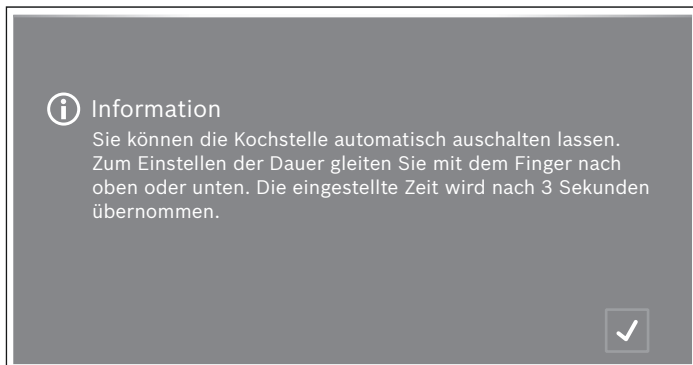 Information
Sie können die Kochstelle automatisch auschalten lassen.
Zum Einstellen der Dauer gleiten Sie mit dem Finger nach
oben oder unten. Die eingestellte Zeit wird nach 3 Sekunden
übernommen.